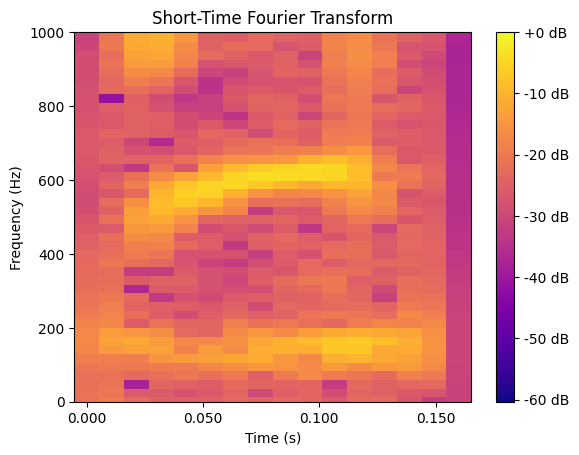 Short-Time Fourier Transform
Frequency (Hz)
1000
800
600
400
200
0
0.000
0.050
0.100
0.150
Time (s)
+0 dB
-10 dB
-20 dB
-30 dB
-40 dB
-50 dB
-60 dB